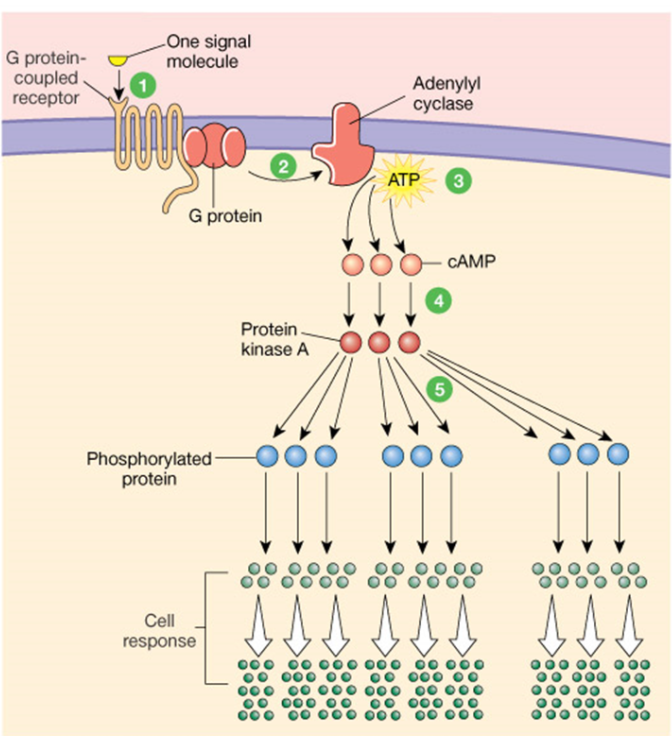 One signal
molecule
G protein-
coupled
receptor
1
Adenylyl
cyclase
2
ATP
3
G protein
cAMP
4
Protein
kinase A
5
Phosphorylated
protein
Cell
response